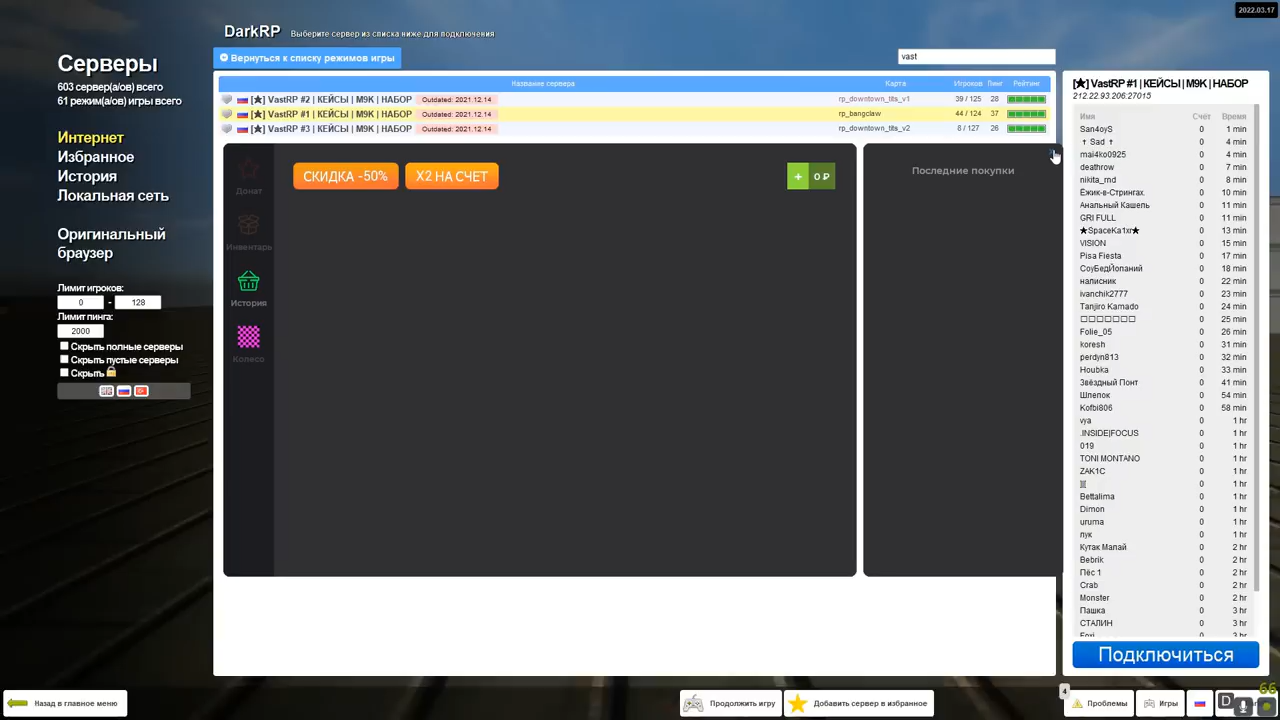 2022.03.17
DarkRP Выберите сервер из списка ниже для подключения
Серверы
603 сервер(а/ов) всего
61 режим(а/ов) игры всего
Интернет
Избранное
История
Локальная сеть
Оригинальный
браузер
Лимит игроков:
0 - 128
Лимит пинга:
2000
Скрыть полные серверы
Скрыть пустые серверы
Скрыть
Вернуться к списку режимов игры
vast
Название сервера Карта Игроков Пинг Рейтинг
[★] VastRP #2 | КЕЙСЫ | M9K | НАБОР Outdated: 2021.12.14 rp_downtown_tits_v1 39 / 125 28
[★] VastRP #1 | КЕЙСЫ | M9K | НАБОР Outdated: 2021.12.14 rp_bangclaw 44 / 124 37
[★] VastRP #3 | КЕЙСЫ | M9K | НАБОР Outdated: 2021.12.14 rp_downtown_tits_v2 8 / 127 26
Донат
Инвентарь
История
Колесо
СКИДКА -50% X2 НА СЧЕТ + 0 ₽
Последние покупки
[★] VastRP #1 | КЕЙСЫ | M9K | НАБОР
212.22.93.206:27015
Имя Счёт Время
San4oyS 0 1 min
† Sad † 0 4 min
mai4ko0925 0 4 min
deathrow 0 7 min
nikita_rnd 0 8 min
Ёжик-в-Стрингах. 0 10 min
Анальный Кашель 0 11 min
GRI FULL 0 11 min
★SpaceKa1xr★ 0 13 min
VISION 0 15 min
Pisa Fiesta 0 17 min
СоуБедЙопаний 0 18 min
написник 0 22 min
ivanchik2777 0 23 min
Tanjiro Kamado 0 24 min
□□□□□□□ 0 25 min
Folie_05 0 26 min
koresh 0 31 min
perdyn813 0 32 min
Houbka 0 33 min
Звёздный Понт 0 41 min
Шлепок 0 54 min
Kofbi806 0 58 min
vya 0 1 hr
.INSIDE|FOCUS 0 1 hr
019 0 1 hr
TONI MONTANO 0 1 hr
ZAK1C 0 1 hr
0 1 hr
Bettalima 0 1 hr
Dimon 0 1 hr
uruma 0 1 hr
лук 0 1 hr
Кутак Малай 0 2 hr
Bebrik 0 2 hr
Пёс 1 0 2 hr
Crab 0 2 hr
Monster 0 2 hr
Пашка 0 3 hr
СТАЛИН 0 3 hr
Foxi 0 3 hr
Подключиться
Назад в главное меню
Продолжить игру
Добавить сервер в избранное
4
Проблемы
Игры
D
66